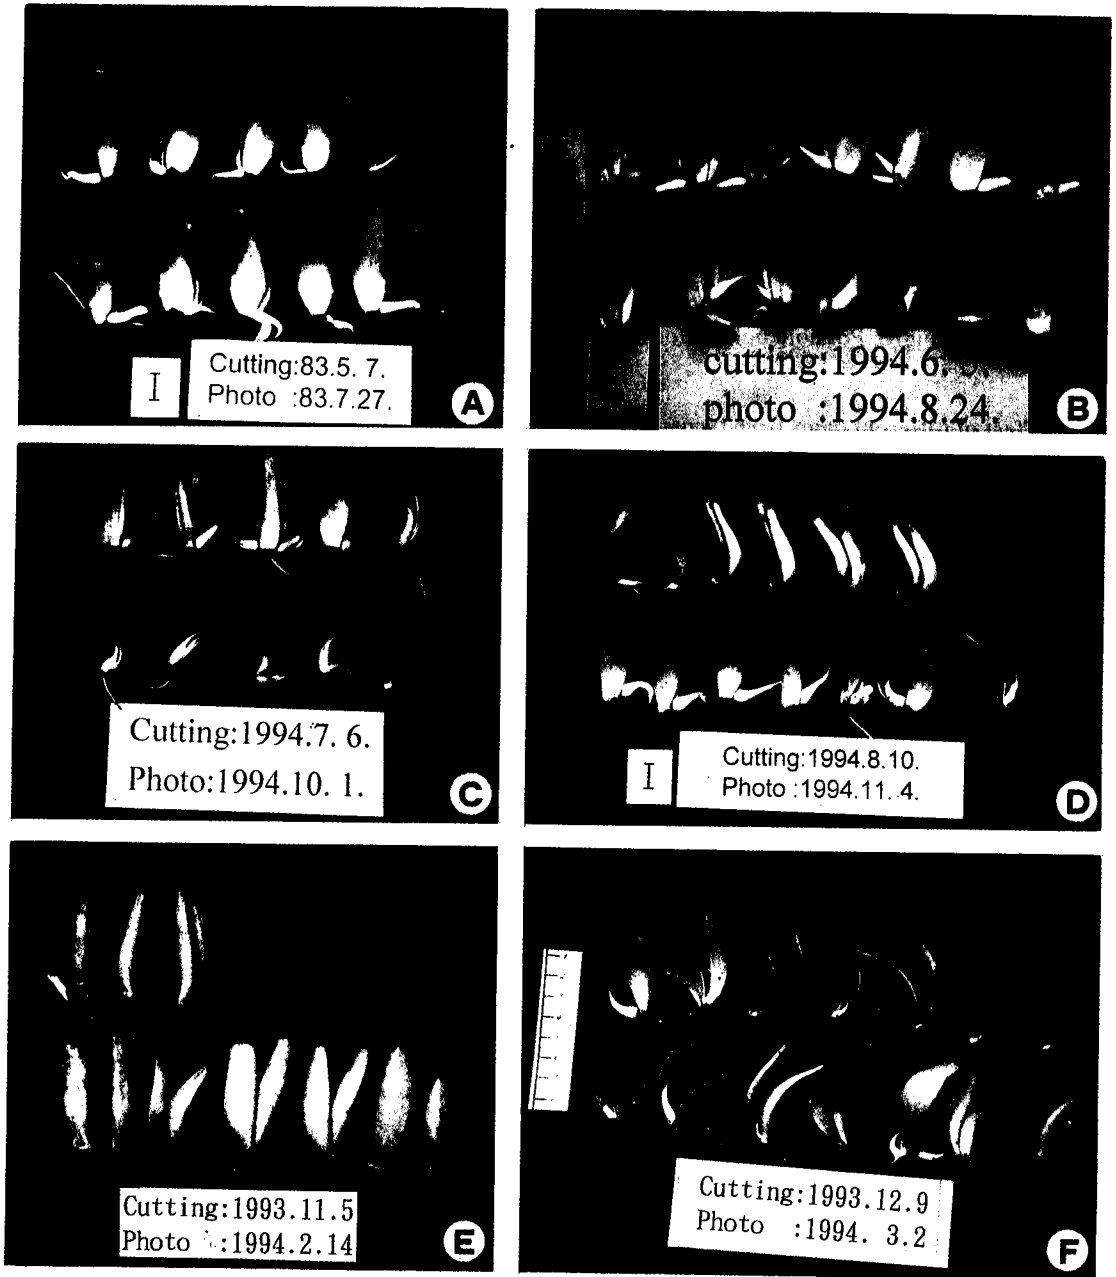 Cutting:83.5. 7.
Photo :83.7.27.
I
A
cutting:1994.6.
photo :1994.8.24.
B
Cutting:1994.7. 6.
Photo:1994.10. 1.
C
I
Cutting:1994.8.10.
Photo :1994.11. 4.
D
Cutting:1993.11.5
Photo :1994.2.14
E
Cutting:1993.12.9
Photo :1994. 3.2
F